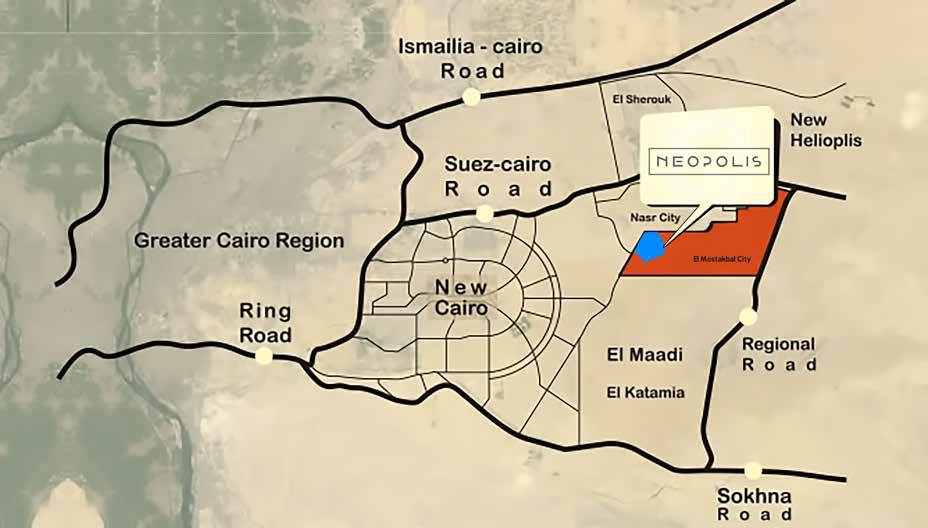 Ismailia - cairo
Road
El Sherouk
New
Helioplis
NEOPOLIS
Suez-cairo
Road
Nasr City
Greater Cairo Region
El Mostakbal City
New
Cairo
Ring
Road
Regional
Road
El Maadi
El Katamia
Sokhna
Road